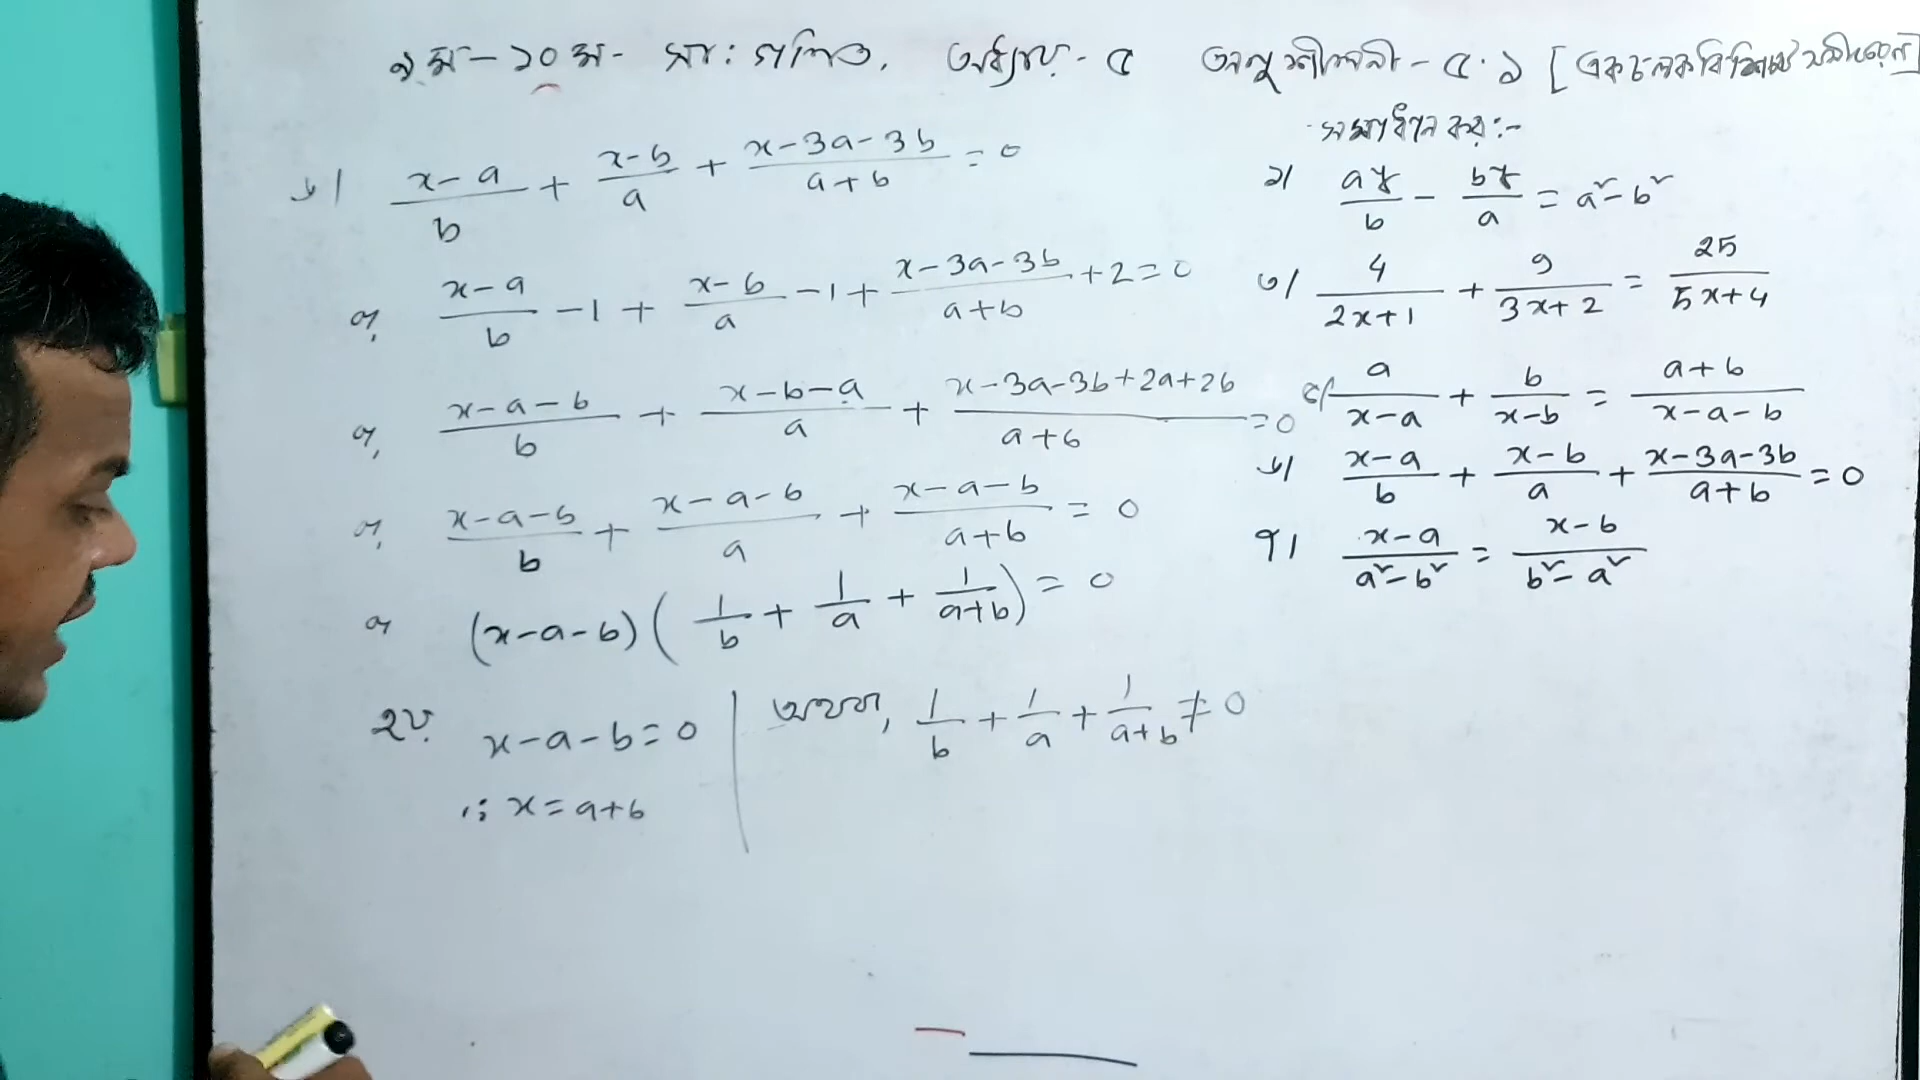 ৯ম-১০ম- সা: গণিত, অধ্যায়-৫ অনুশীলনী-৫.১ [একচলকবিশিষ্ট সমীকরণ]
৬। (x-a)/b + (x-b)/a + (x-3a-3b)/(a+b) = 0
বা, (x-a)/b - 1 + (x-b)/a - 1 + (x-3a-3b)/(a+b) + 2 = 0
বা, (x-a-b)/b + (x-b-a)/a + (x-3a-3b+2a+2b)/(a+b) = 0
বা, (x-a-b)/b + (x-a-b)/a + (x-a-b)/(a+b) = 0
বা (x-a-b)(1/b + 1/a + 1/(a+b)) = 0
হয়, x-a-b=0 | অথবা, 1/b + 1/a + 1/(a+b) ≠ 0
∴ x=a+b
সমাধান কর:-
১। ay/b - by/a = a²-b²
৩। 4/(2x+1) + 9/(3x+2) = 25/(5x+4)
৫। a/(x-a) + b/(x-b) = (a+b)/(x-a-b)
৬। (x-a)/b + (x-b)/a + (x-3a-3b)/(a+b) = 0
৭। (x-a)/(a²-b²) = (x-b)/(b²-a²)